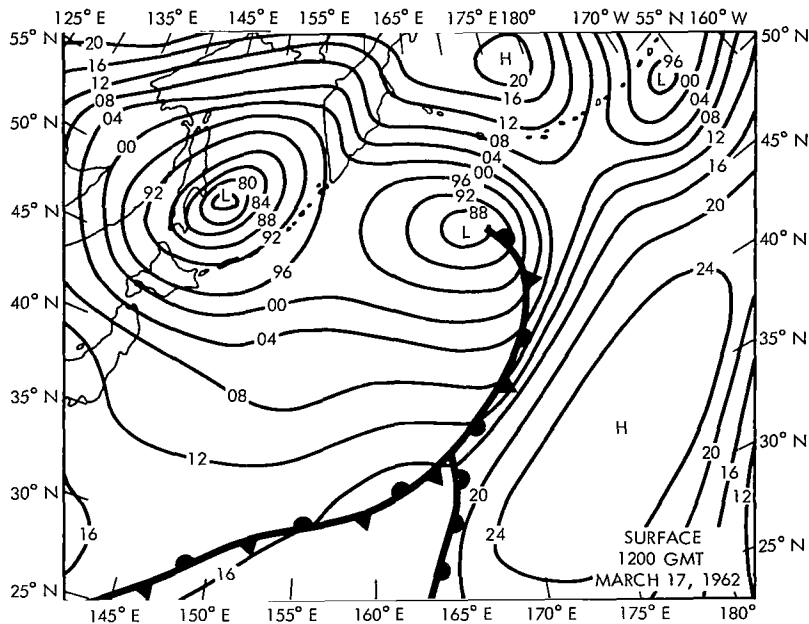 125° E 135° E 145° E 155° E 165° E 175° E 180° 170° W 55° N 160° W
55° N 50° N
20 H 96
16 20 L 00
12 16 04
08 12 08
50° N 04 08 12 45° N
00 04 16
00
80 96 20
92 L 84 92
45° N 88 88 L 40° N
92
96 24
40° N 00
04 35° N
35° N 08
H
12 20 30° N
16
30° N 20 12
16 24 SURFACE
1200 GMT 25° N
16 MARCH 17, 1962
25° N
145° E 150° E 155° E 160° E 165° E 170° E 175° E 180°